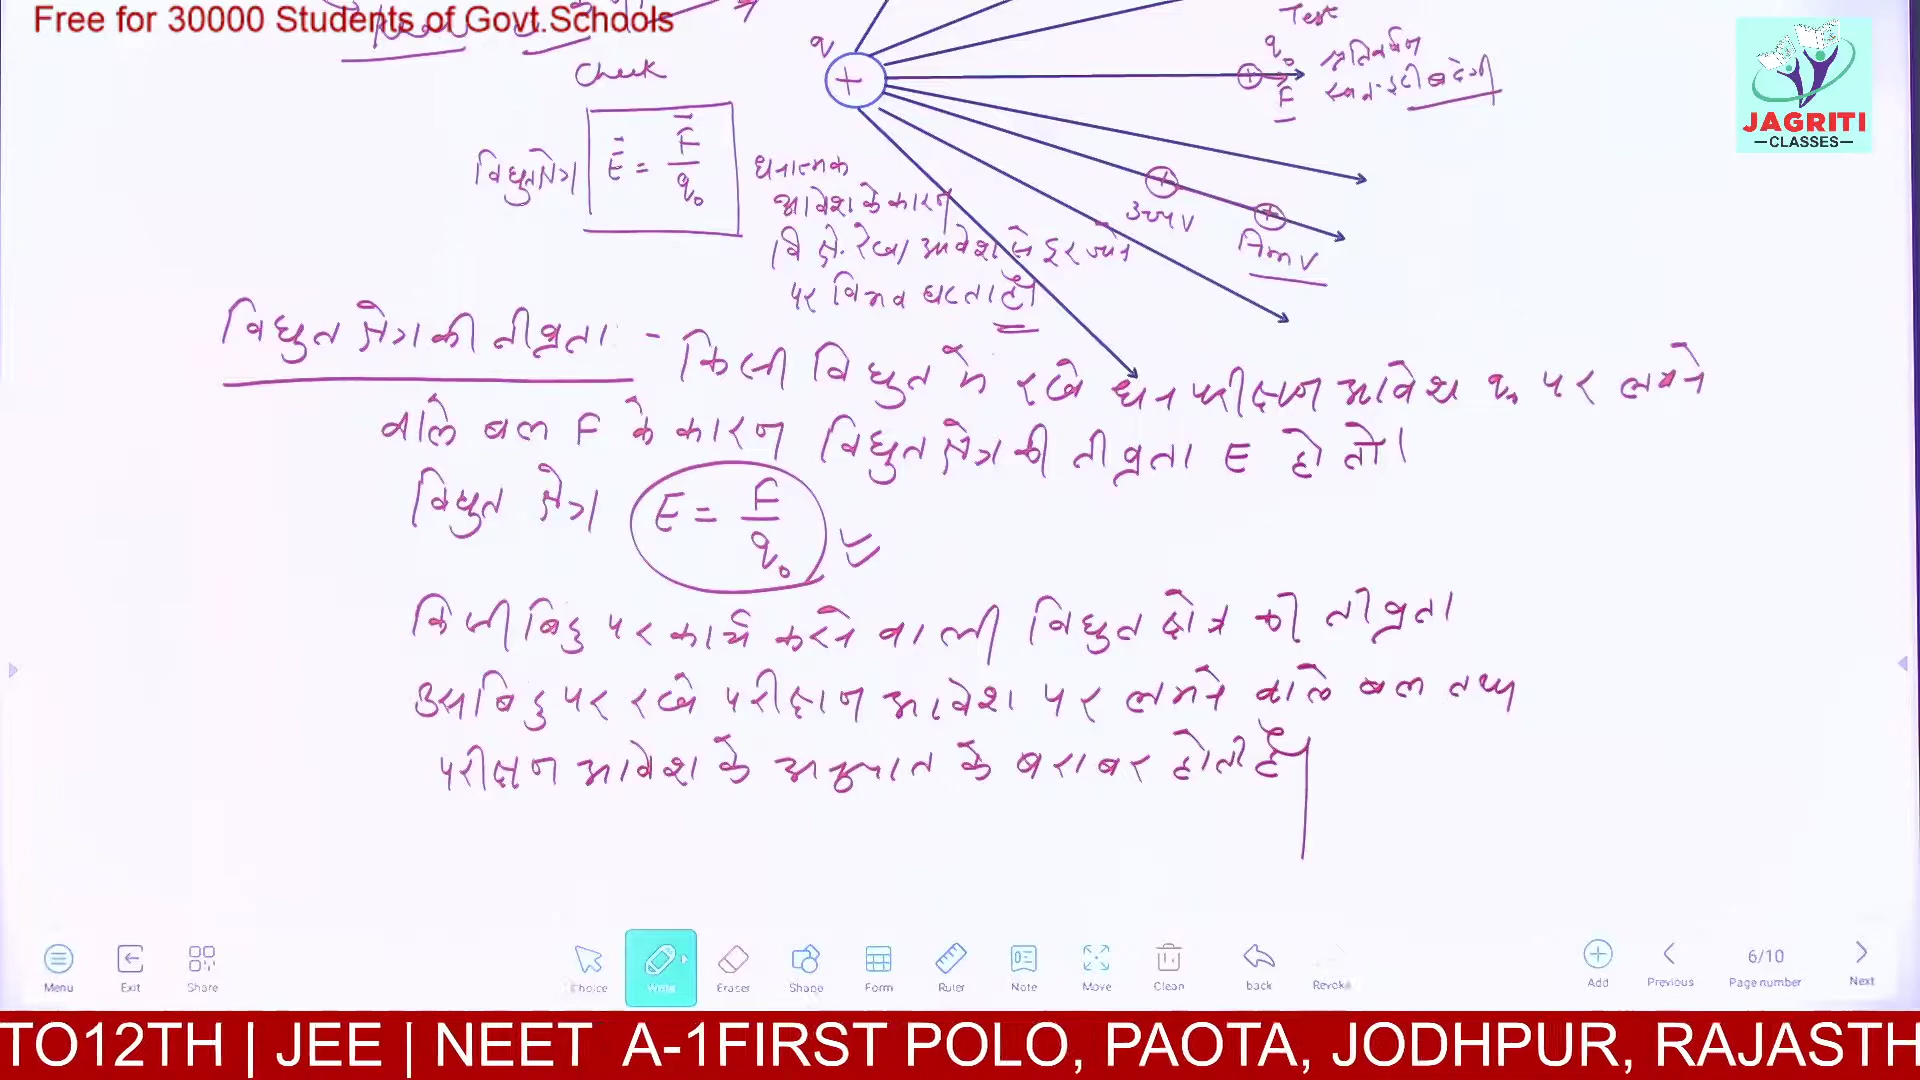 Free for 30000 Students of Govt.Schools
Check
q
+
Test
q₀
F
JAGRITI
CLASSES
विद्युत क्षेत्र E = F/q₀
धनात्मक
आवेश के कारण
वि.क्षे. रेखा आवेश से दूर जाने
पर विभव घटता है।
उच्च V
निम्न V
विद्युत क्षेत्र की तीव्रता - किसी विद्युत में रखे धन परीक्षण आवेश q₀ पर लगने
वाले बल F के कारण विद्युत क्षेत्र की तीव्रता E हो तो।
विद्युत क्षेत्र E = F/q₀
किसी बिंदु पर कार्य करने वाली विद्युत क्षेत्र की तीव्रता
उस बिंदु पर रखे परीक्षण आवेश पर लगने वाले बल तथा
परीक्षण आवेश के अनुपात के बराबर होती है।
Menu Exit Share Choice Write Eraser Shape Form Ruler Note Move Clean back Revoke Add Previous 6/10 Page number Next
TO12TH | JEE | NEET A-1FIRST POLO, PAOTA, JODHPUR, RAJASTH